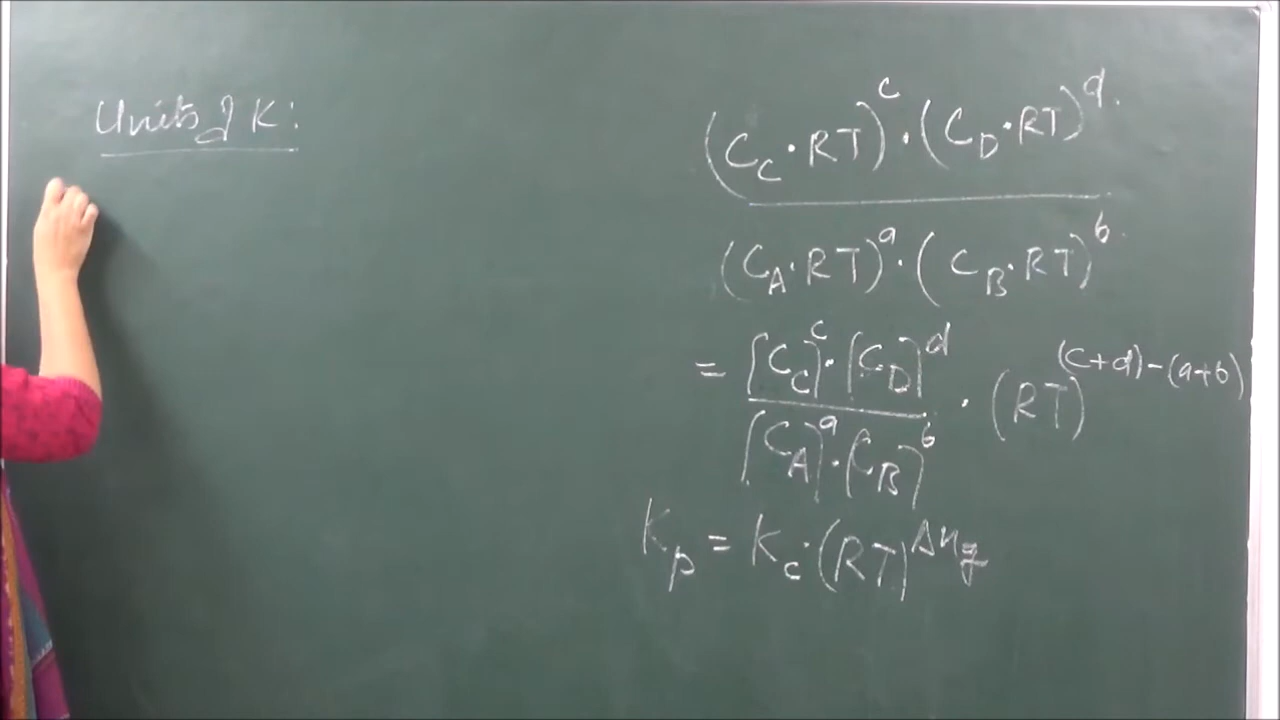 Units of K:
(C_C · RT)^c · (C_D · RT)^d
(C_A · RT)^a · (C_B · RT)^b
= [C_C]^c · [C_D]^d / [C_A]^a · [C_B]^b · (RT)^(c+d)-(a+b)
K_p = K_c · (RT)^Δn_g